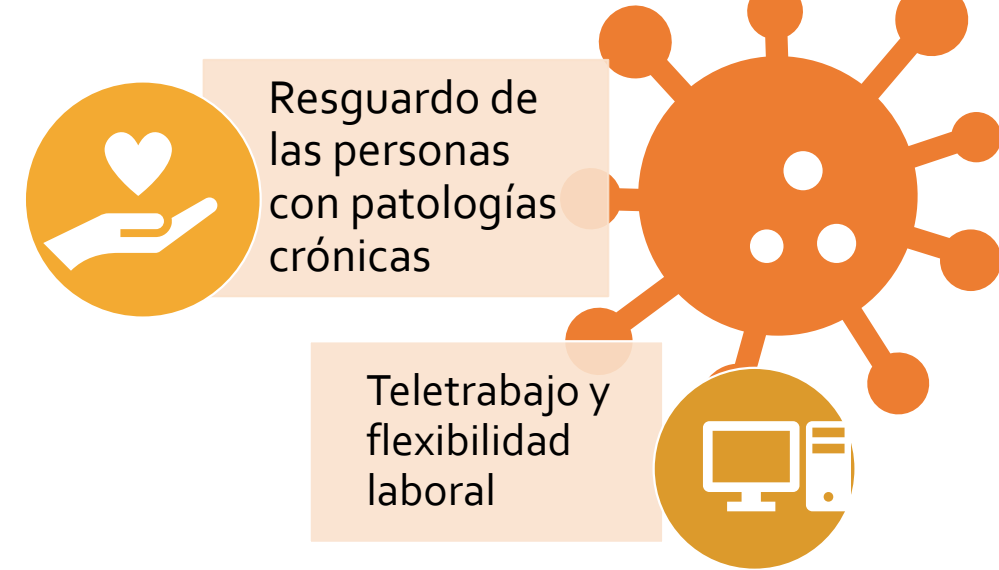 Resguardo de
las personas
con patologías
crónicas
Teletrabajo y
flexibilidad
laboral